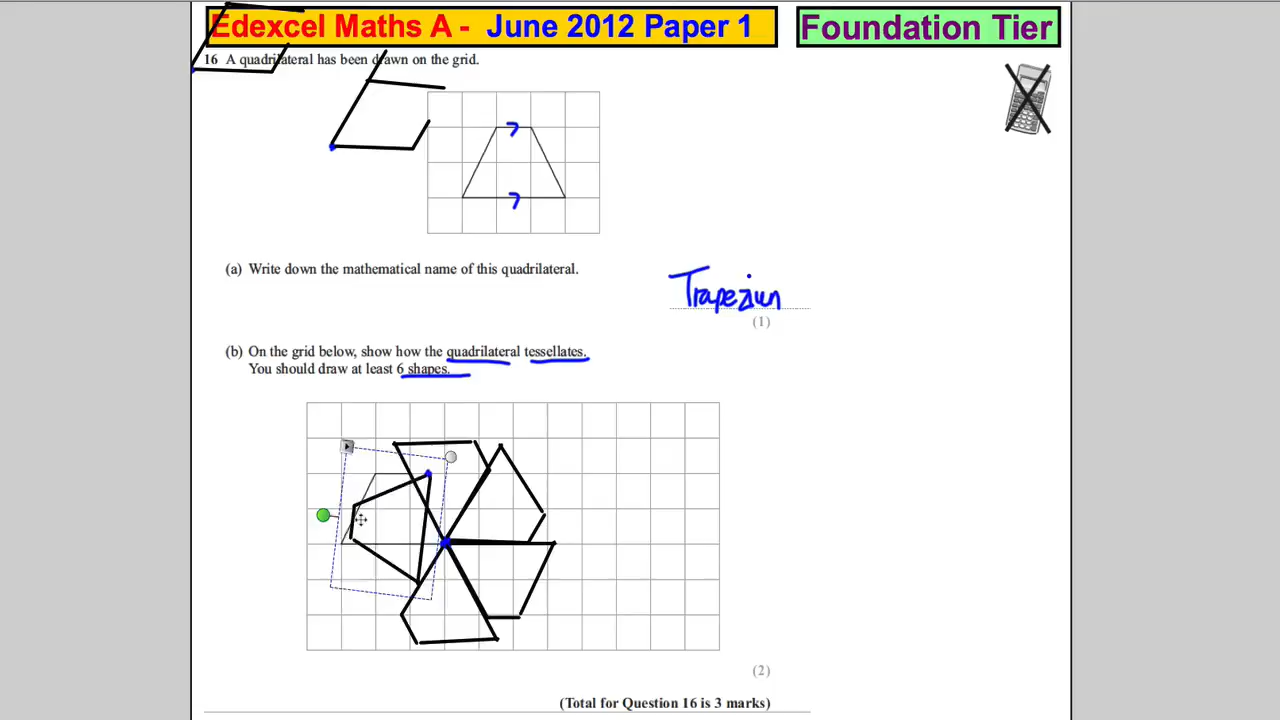 Edexcel Maths A - June 2012 Paper 1
Foundation Tier
16 A quadrilateral has been drawn on the grid.
(a) Write down the mathematical name of this quadrilateral.
Trapezium
(1)
(b) On the grid below, show how the quadrilateral tessellates.
You should draw at least 6 shapes.
(2)
(Total for Question 16 is 3 marks)